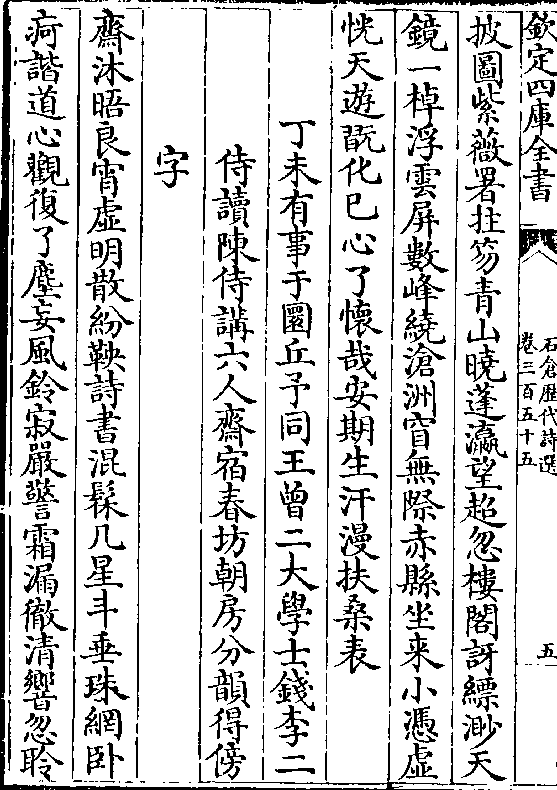 欽定四庫全書
石倉歴代詩選
卷三百五十五
五
披圖紫薇署拄笏青山曉蓬瀛望超忽樓閣訝縹渺天
鏡一棹浮雲屏數峰繞滄洲窅無際赤縣坐来小憑虚
恍天遊翫化已心了懷哉安期生汗漫扶桑表
丁未有事于圜丘予同王曾二大學士錢李二
侍讀陳侍講六人齋宿春坊朝房分韻得傍
字
齋沐晤良宵虚明散紛鞅詩書混髹几星斗垂珠網卧
痾諧道心觀復了塵妄風鈴寂嚴警霜漏徹清響忽聆